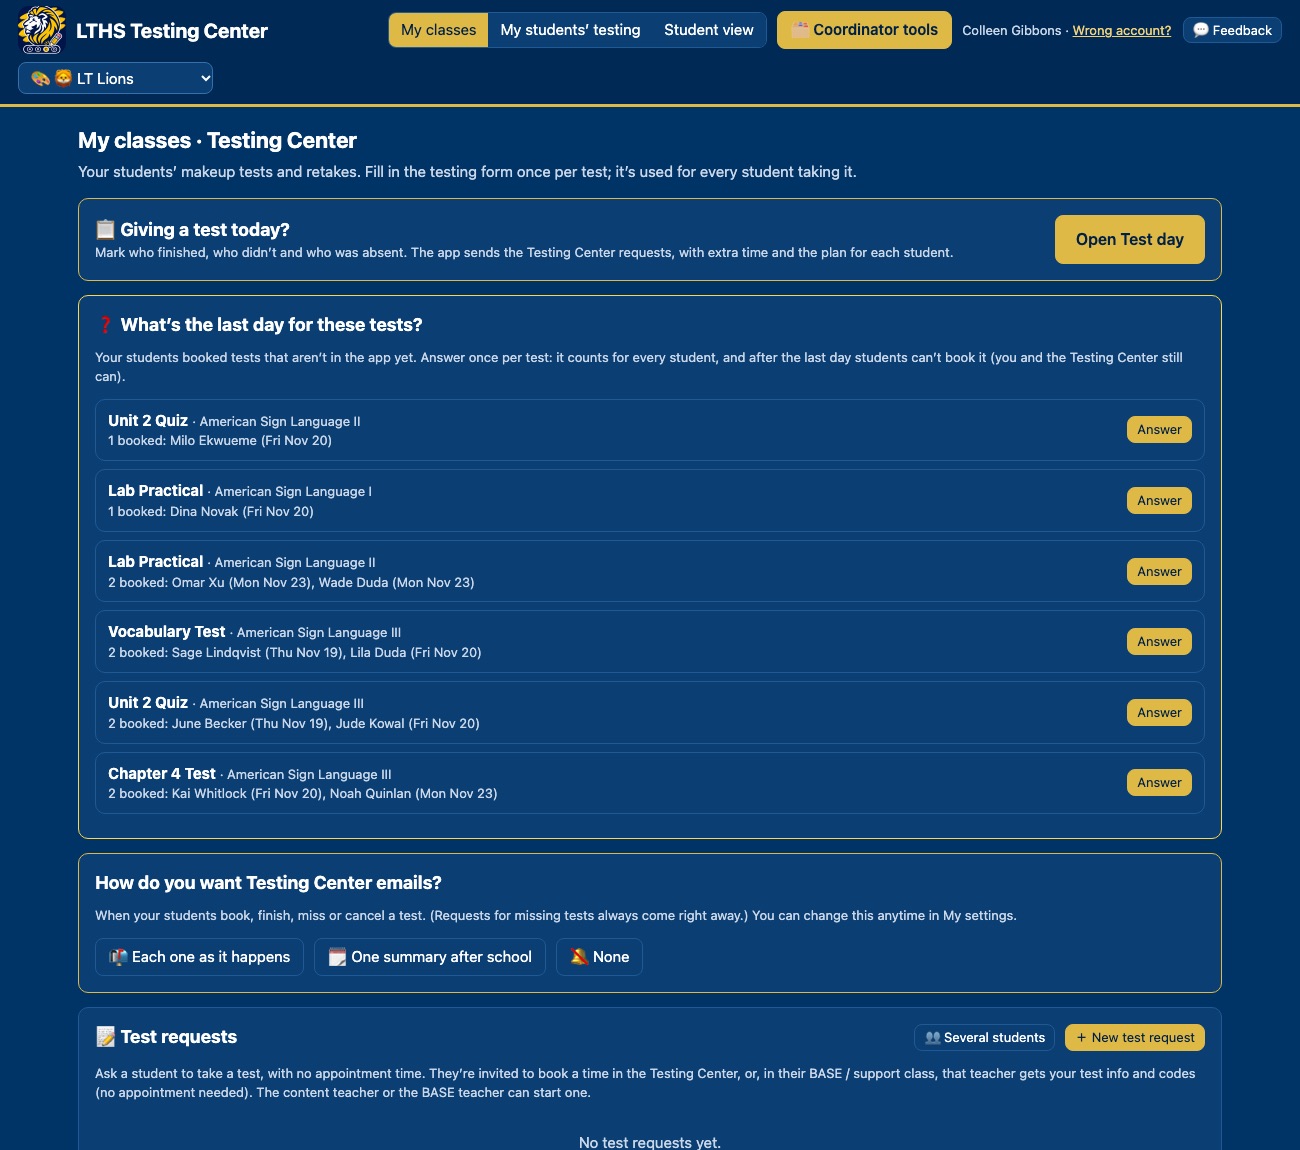 LTHS Testing Center
My classes
My students’ testing
Student view
Coordinator tools
Colleen Gibbons · Wrong account?
Feedback
LT Lions
My classes · Testing Center
Your students’ makeup tests and retakes. Fill in the testing form once per test; it’s used for every student taking it.
Giving a test today?
Mark who finished, who didn’t and who was absent. The app sends the Testing Center requests, with extra time and the plan for each student.
Open Test day
What’s the last day for these tests?
Your students booked tests that aren’t in the app yet. Answer once per test: it counts for every student, and after the last day students can’t book it (you and the Testing Center still
can).
Unit 2 Quiz · American Sign Language II
1 booked: Milo Ekwueme (Fri Nov 20)
Answer
Lab Practical · American Sign Language I
1 booked: Dina Novak (Fri Nov 20)
Answer
Lab Practical · American Sign Language II
2 booked: Omar Xu (Mon Nov 23), Wade Duda (Mon Nov 23)
Answer
Vocabulary Test · American Sign Language III
2 booked: Sage Lindqvist (Thu Nov 19), Lila Duda (Fri Nov 20)
Answer
Unit 2 Quiz · American Sign Language III
2 booked: June Becker (Thu Nov 19), Jude Kowal (Fri Nov 20)
Answer
Chapter 4 Test · American Sign Language III
2 booked: Kai Whitlock (Fri Nov 20), Noah Quinlan (Mon Nov 23)
Answer
How do you want Testing Center emails?
When your students book, finish, miss or cancel a test. (Requests for missing tests always come right away.) You can change this anytime in My settings.
Each one as it happens
One summary after school
None
Test requests
Several students
+ New test request
Ask a student to take a test, with no appointment time. They’re invited to book a time in the Testing Center, or, in their BASE / support class, that teacher gets your test info and codes
(no appointment needed). The content teacher or the BASE teacher can start one.
No test requests yet.